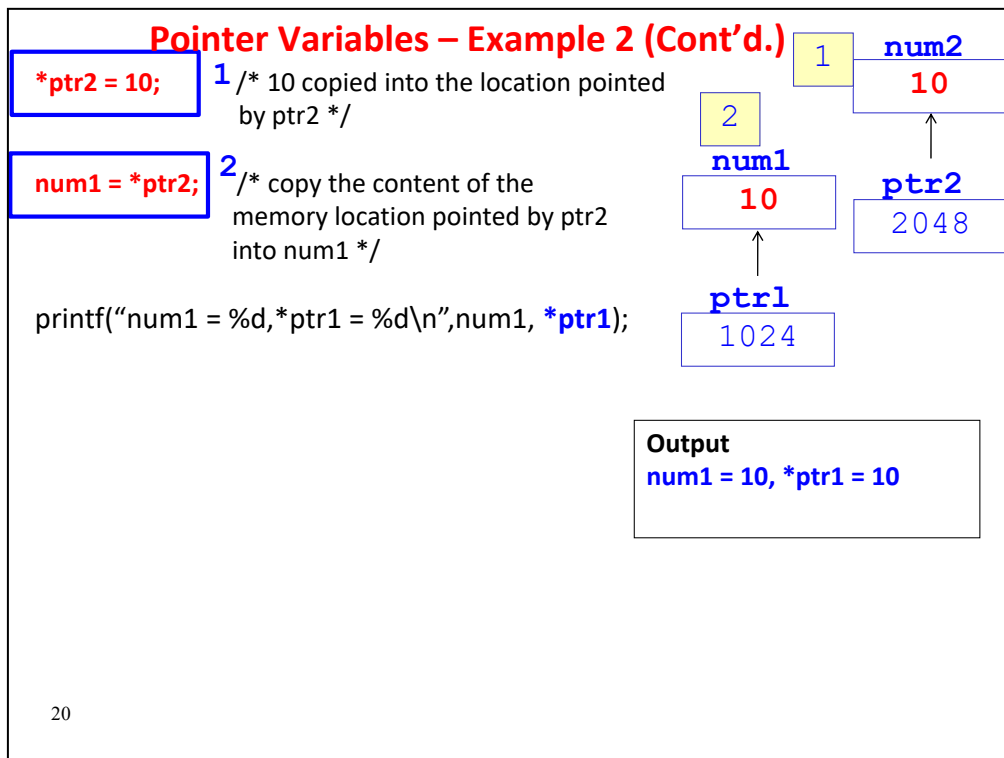 Pointer Variables – Example 2 (Cont'd.)
*ptr2 = 10;
1 /* 10 copied into the location pointed
by ptr2 */
num1 = *ptr2;
2 /* copy the content of the
memory location pointed by ptr2
into num1 */
printf(“num1 = %d,*ptr1 = %d\n”,num1, *ptr1);
1
num2
10
2
num1
10
ptr2
2048
ptr1
1024
Output
num1 = 10, *ptr1 = 10
20